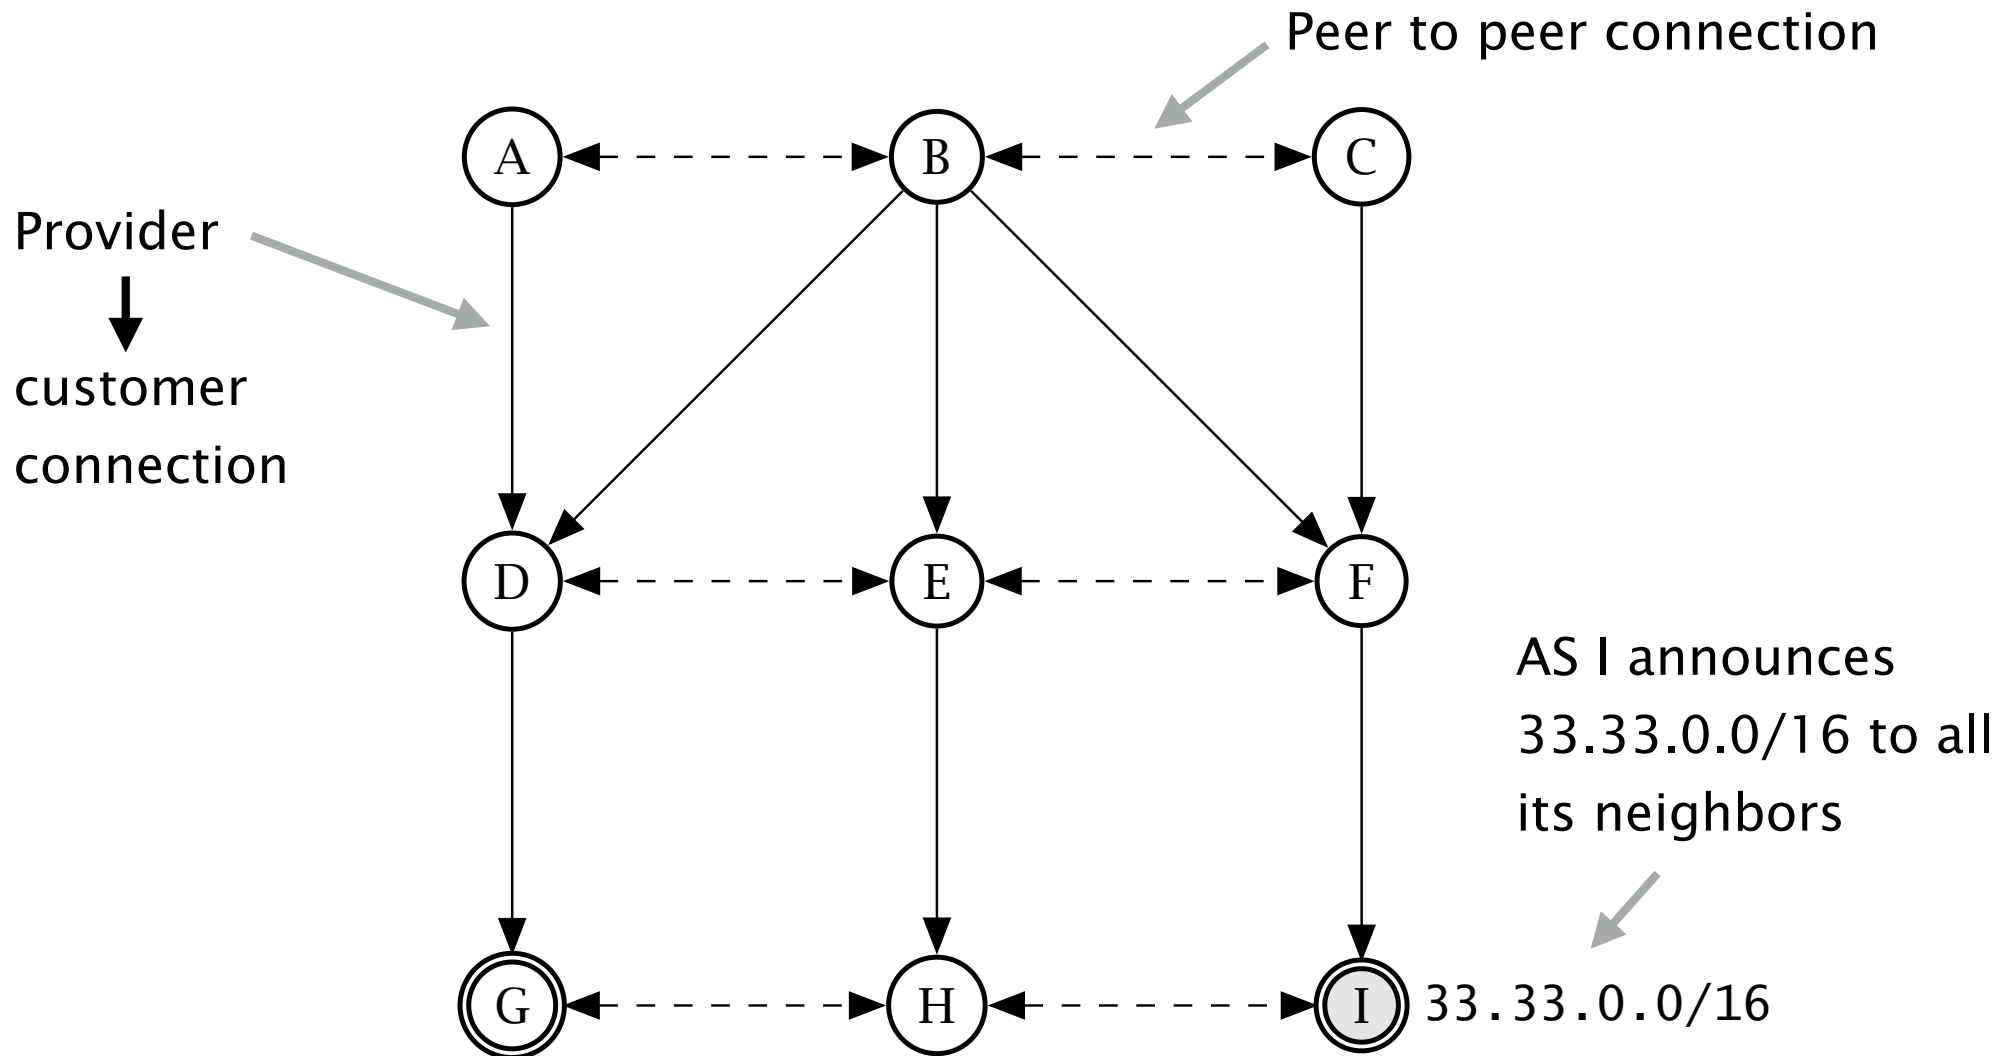 Peer to peer connection
A
B
C
Provider
customer
connection
D
E
F
AS I announces
33.33.0.0/16 to all
its neighbors
G
H
I
33.33.0.0/16